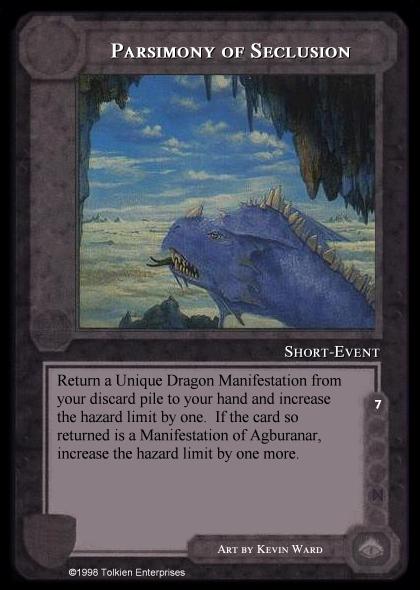 Parsimony of Seclusion
Short-Event
Return a Unique Dragon Manifestation from
your discard pile to your hand and increase
the hazard limit by one. If the card so
returned is a Manifestation of Agburanar,
increase the hazard limit by one more.
7
N
Art by Kevin Ward
©1998 Tolkien Enterprises